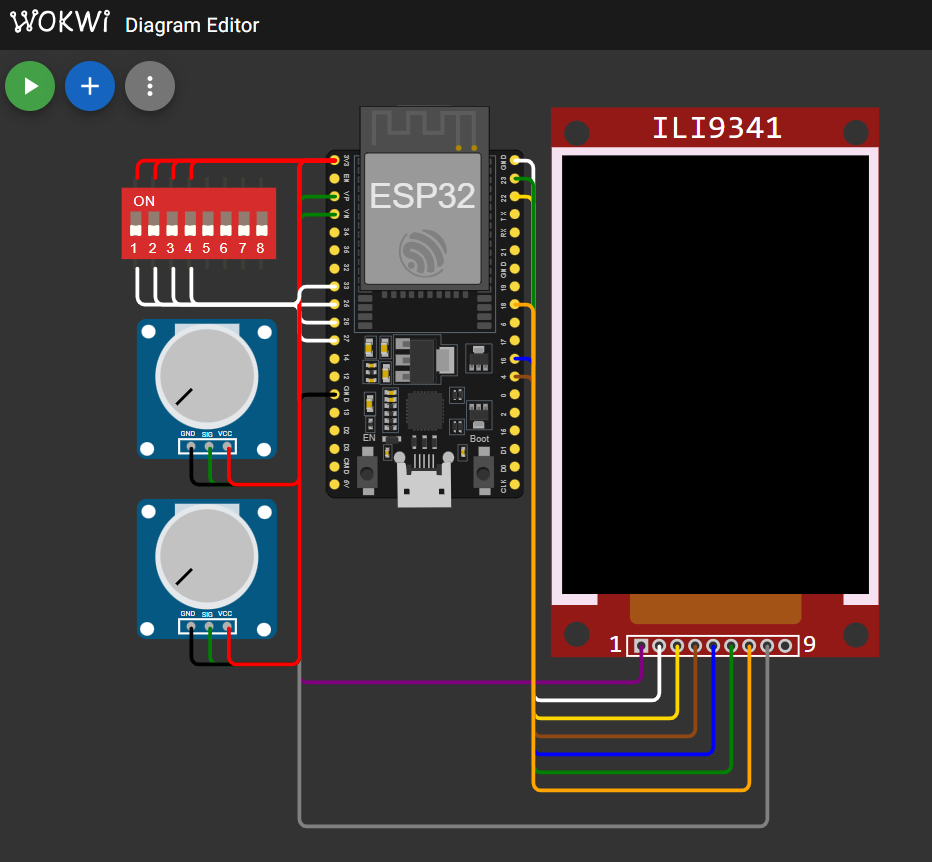 WOKWi Diagram Editor
ON
1 2 3 4 5 6 7 8
GND SIG VCC
GND SIG VCC
ESP32
3V3
EN
VP
VN
34
35
32
33
25
26
27
14
12
GND
13
D2
D3
CMD
5V
GND
23
22
TX
RX
21
GND
19
18
5
17
16
4
0
2
15
D1
D0
CLK
EN
Boot
ILI9341
1 9